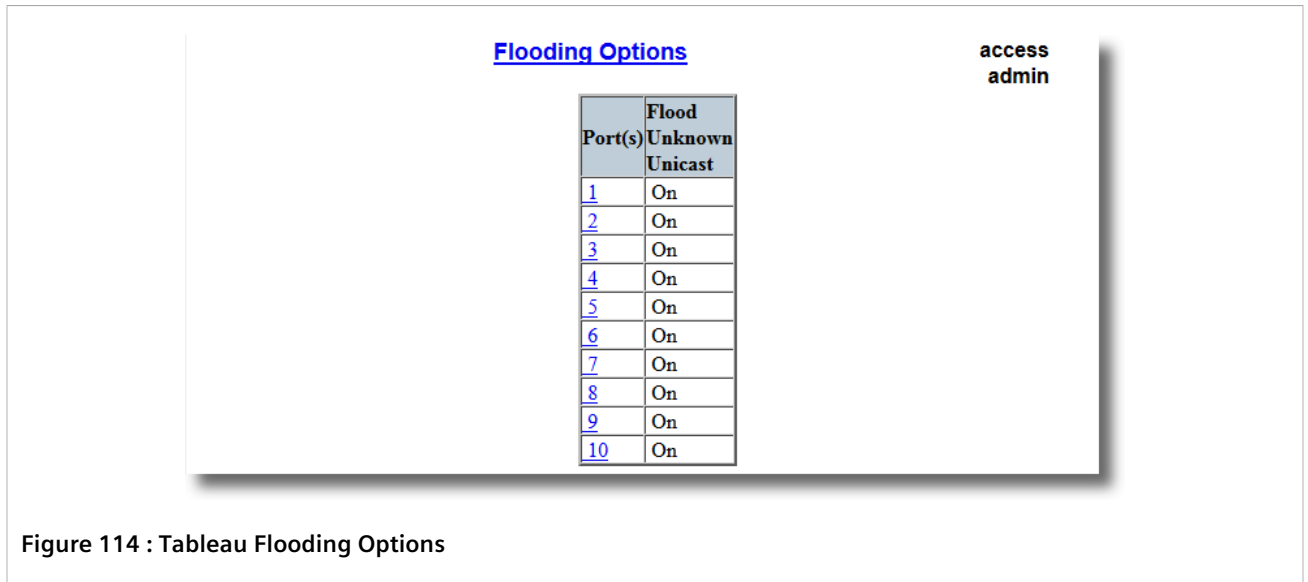 Flooding Options
access
admin
Port(s) Flood Unknown Unicast
1 On
2 On
3 On
4 On
5 On
6 On
7 On
8 On
9 On
10 On
Figure 114 : Tableau Flooding Options